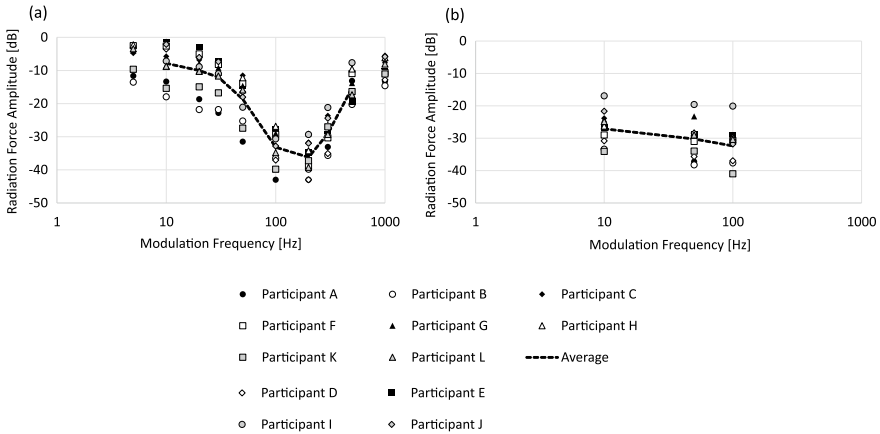 (a)
Radiation Force Amplitude [dB]
0
-10
-20
-30
-40
-50
1
10
100
1000
Modulation Frequency [Hz]
(b)
Radiation Force Amplitude [dB]
0
-10
-20
-30
-40
-50
1
10
100
1000
Modulation Frequency [Hz]
Participant A
Participant B
Participant C
Participant F
Participant G
Participant H
Participant K
Participant L
Average
Participant D
Participant E
Participant I
Participant J